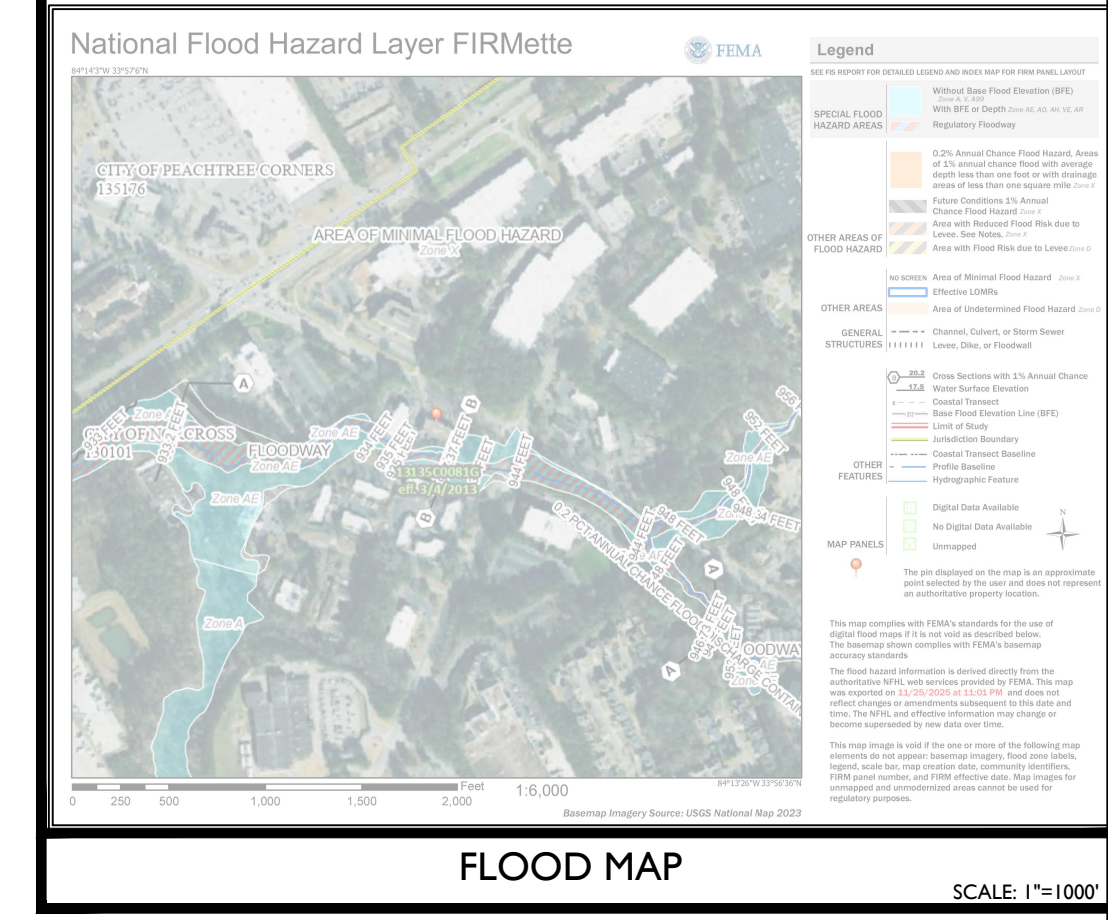 National Flood Hazard Layer FIRMette
FEMA
84°14'3"W 33°57'6"N
CITY OF PEACHTREE CORNERS
135176
AREA OF MINIMAL FLOOD HAZARD
Zone X
A
B
956
952 FEET
Zone AE
933 FEET
130101
FLOODWAY
Zone AE
Zone AE
934 FEET
13135C0081G
eff. 3/4/2013
944 FEET
Zone AE
948.34 FEET
Zone AE
946 FEET
944 FEET
B
A
0.2 PCT ANNUAL CHANCE FLOOD DISCHARGE CONTAIN
Zone A
A
0
250
500
1,000
1,500
2,000
Feet
1:6,000
84°13'26"W 33°56'36"N
Basemap Imagery Source: USGS National Map 2023
Legend
SEE FIS REPORT FOR DETAILED LEGEND AND INDEX MAP FOR FIRM PANEL LAYOUT
SPECIAL FLOOD
HAZARD AREAS
Without Base Flood Elevation (BFE)
Zone A, V, A99
With BFE or Depth Zone AE, AO, AH, VE, AR
Regulatory Floodway
OTHER AREAS OF
FLOOD HAZARD
0.2% Annual Chance Flood Hazard, Areas
of 1% annual chance flood with average
depth less than one foot or with drainage
areas of less than one square mile Zone X
Future Conditions 1% Annual
Chance Flood Hazard Zone X
Area with Reduced Flood Risk due to
Levee. See Notes. Zone X
Area with Flood Risk due to Levee Zone D
OTHER AREAS
NO SCREEN Area of Minimal Flood Hazard Zone X
Effective LOMRs
Area of Undetermined Flood Hazard Zone D
GENERAL
STRUCTURES
Channel, Culvert, or Storm Sewer
Levee, Dike, or Floodwall
OTHER
FEATURES
B 20.2 Cross Sections with 1% Annual Chance
17.5 Water Surface Elevation
Coastal Transect
Base Flood Elevation Line (BFE)
Limit of Study
Jurisdiction Boundary
Coastal Transect Baseline
Profile Baseline
Hydrographic Feature
MAP PANELS
Digital Data Available
No Digital Data Available
Unmapped
N
The pin displayed on the map is an approximate
point selected by the user and does not represent
an authoritative property location.
This map complies with FEMA's standards for the use of
digital flood maps if it is not void as described below.
The basemap shown complies with FEMA's basemap
accuracy standards
The flood hazard information is derived directly from the
authoritative NFHL web services provided by FEMA. This map
was exported on 11/25/2025 at 11:01 PM and does not
reflect changes or amendments subsequent to this date and
time. The NFHL and effective information may change or
become superseded by new data over time.
This map image is void if the one or more of the following map
elements do not appear: basemap imagery, flood zone labels,
legend, scale bar, map creation date, community identifiers,
FIRM panel number, and FIRM effective date. Map images for
unmapped and unmodernized areas cannot be used for
regulatory purposes.
FLOOD MAP
SCALE: 1"=1000'